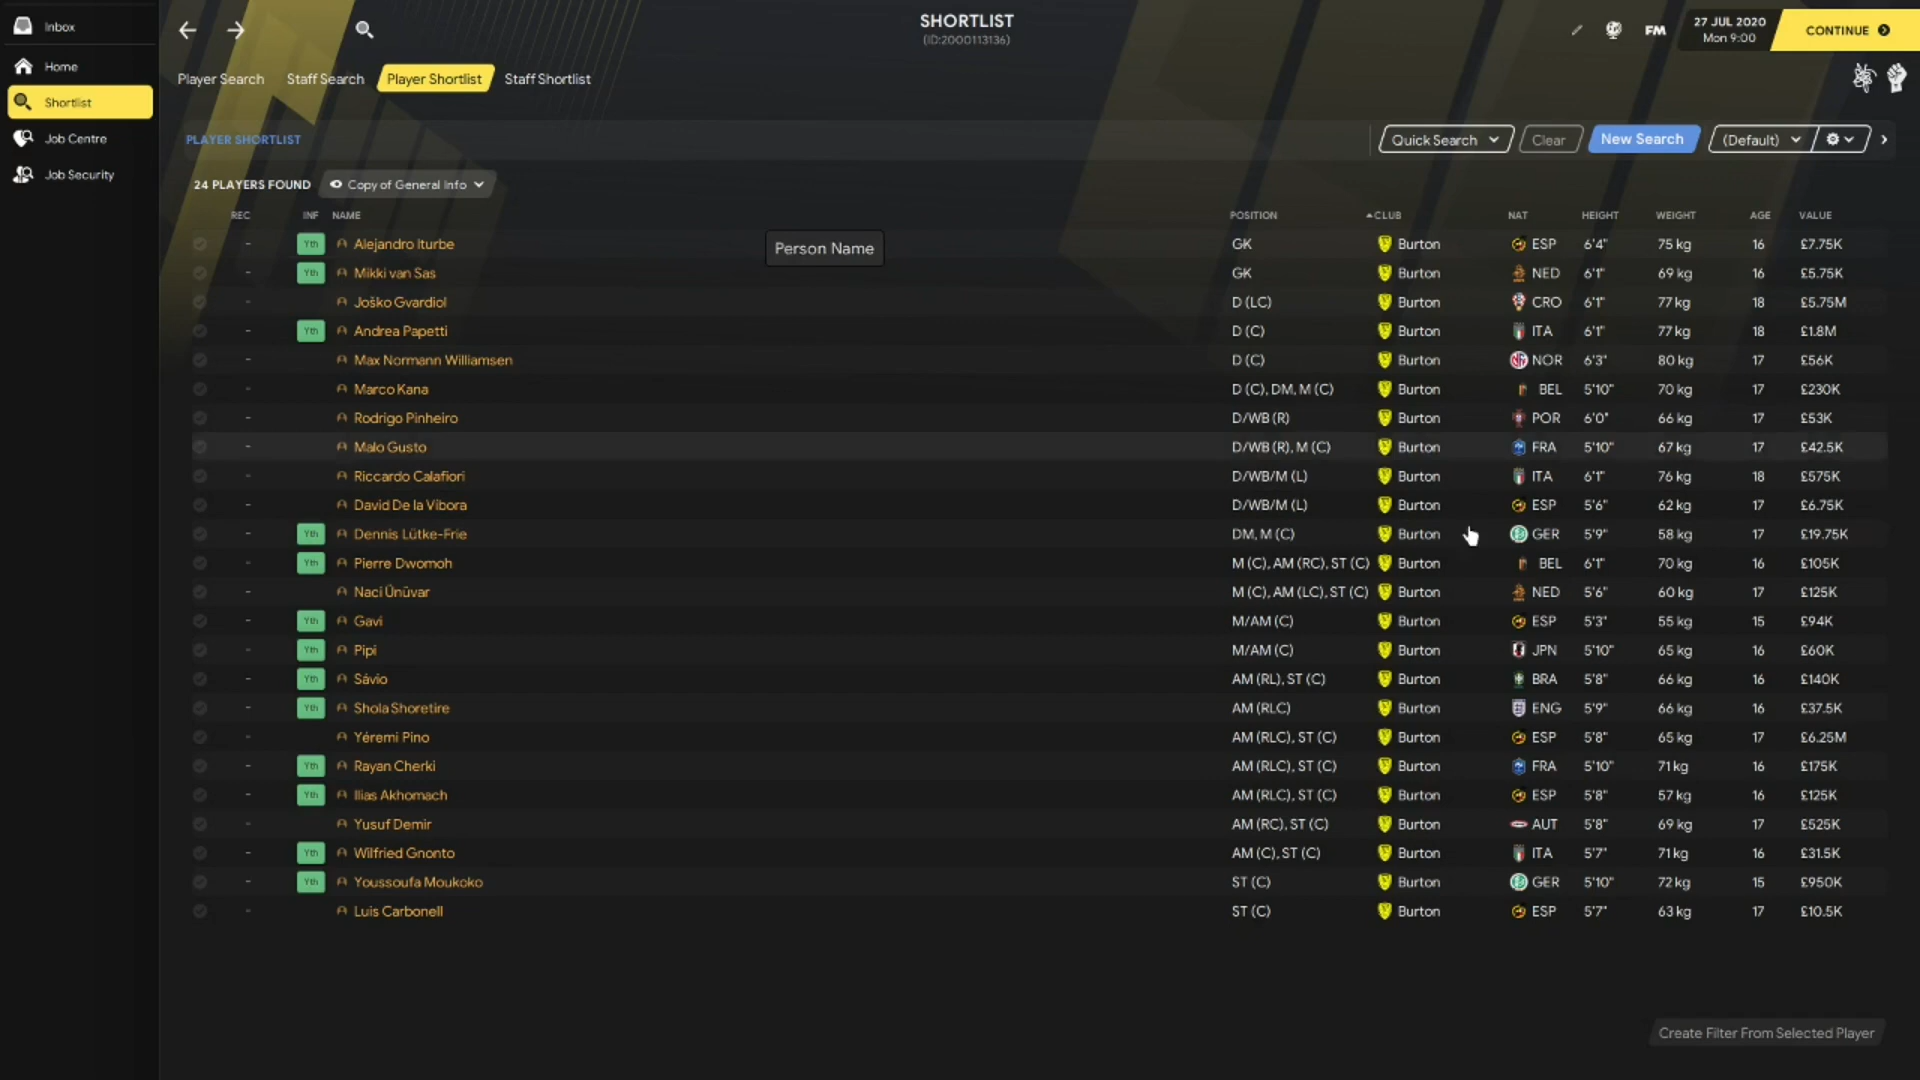 Inbox
Home
Shortlist
Job Centre
Job Security
SHORTLIST
(ID:2000113136)
FM
27 JUL 2020
Mon 9:00
CONTINUE
Player Search Staff Search Player Shortlist Staff Shortlist
PLAYER SHORTLIST
Quick Search Clear New Search (Default)
24 PLAYERS FOUND Copy of General Info
REC INF NAME POSITION CLUB NAT HEIGHT WEIGHT AGE VALUE
Person Name
- Yth Alejandro Iturbe GK Burton ESP 6'4" 75 kg 16 £7.75K
- Yth Mikki van Sas GK Burton NED 6'1" 69 kg 16 £5.75K
- Joško Gvardiol D (LC) Burton CRO 6'1" 77 kg 18 £5.75M
- Yth Andrea Papetti D (C) Burton ITA 6'1" 77 kg 18 £1.8M
- Max Normann Williamsen D (C) Burton NOR 6'3" 80 kg 17 £56K
- Marco Kana D (C), DM, M (C) Burton BEL 5'10" 70 kg 17 £230K
- Rodrigo Pinheiro D/WB (R) Burton POR 6'0" 66 kg 17 £53K
- Malo Gusto D/WB (R), M (C) Burton FRA 5'10" 67 kg 17 £42.5K
- Riccardo Calafiori D/WB/M (L) Burton ITA 6'1" 76 kg 18 £575K
- David De la Víbora D/WB/M (L) Burton ESP 5'6" 62 kg 17 £6.75K
- Yth Dennis Lütke-Frie DM, M (C) Burton GER 5'9" 58 kg 17 £19.75K
- Yth Pierre Dwomoh M (C), AM (RC), ST (C) Burton BEL 6'1" 70 kg 16 £105K
- Naci Ünüvar M (C), AM (LC), ST (C) Burton NED 5'6" 60 kg 17 £125K
- Yth Gavi M/AM (C) Burton ESP 5'3" 55 kg 15 £94K
- Yth Pipi M/AM (C) Burton JPN 5'10" 65 kg 16 £60K
- Yth Sávio AM (RL), ST (C) Burton BRA 5'8" 66 kg 16 £140K
- Yth Shola Shoretire AM (RLC) Burton ENG 5'9" 66 kg 16 £37.5K
- Yéremi Pino AM (RLC), ST (C) Burton ESP 5'8" 65 kg 17 £6.25M
- Yth Rayan Cherki AM (RLC), ST (C) Burton FRA 5'10" 71 kg 16 £175K
- Yth Ilias Akhomach AM (RLC), ST (C) Burton ESP 5'8" 57 kg 16 £125K
- Yusuf Demir AM (RC), ST (C) Burton AUT 5'8" 69 kg 17 £525K
- Yth Wilfried Gnonto AM (C), ST (C) Burton ITA 5'7" 71 kg 16 £31.5K
- Yth Youssoufa Moukoko ST (C) Burton GER 5'10" 72 kg 15 £950K
- Luis Carbonell ST (C) Burton ESP 5'7" 63 kg 17 £10.5K
Create Filter From Selected Player